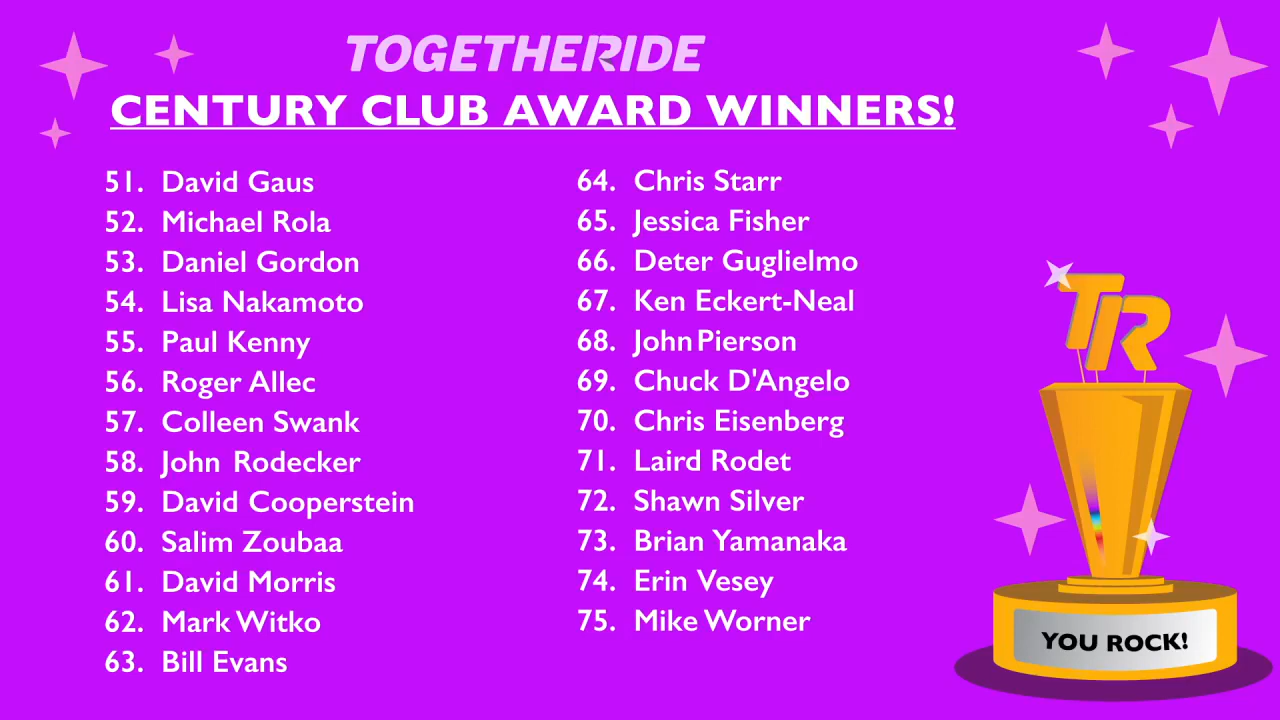 TOGETHERIDE
CENTURY CLUB AWARD WINNERS!
51. David Gaus
52. Michael Rola
53. Daniel Gordon
54. Lisa Nakamoto
55. Paul Kenny
56. Roger Allec
57. Colleen Swank
58. John Rodecker
59. David Cooperstein
60. Salim Zoubaa
61. David Morris
62. Mark Witko
63. Bill Evans
64. Chris Starr
65. Jessica Fisher
66. Deter Guglielmo
67. Ken Eckert-Neal
68. John Pierson
69. Chuck D'Angelo
70. Chris Eisenberg
71. Laird Rodet
72. Shawn Silver
73. Brian Yamanaka
74. Erin Vesey
75. Mike Worner
TR
YOU ROCK!